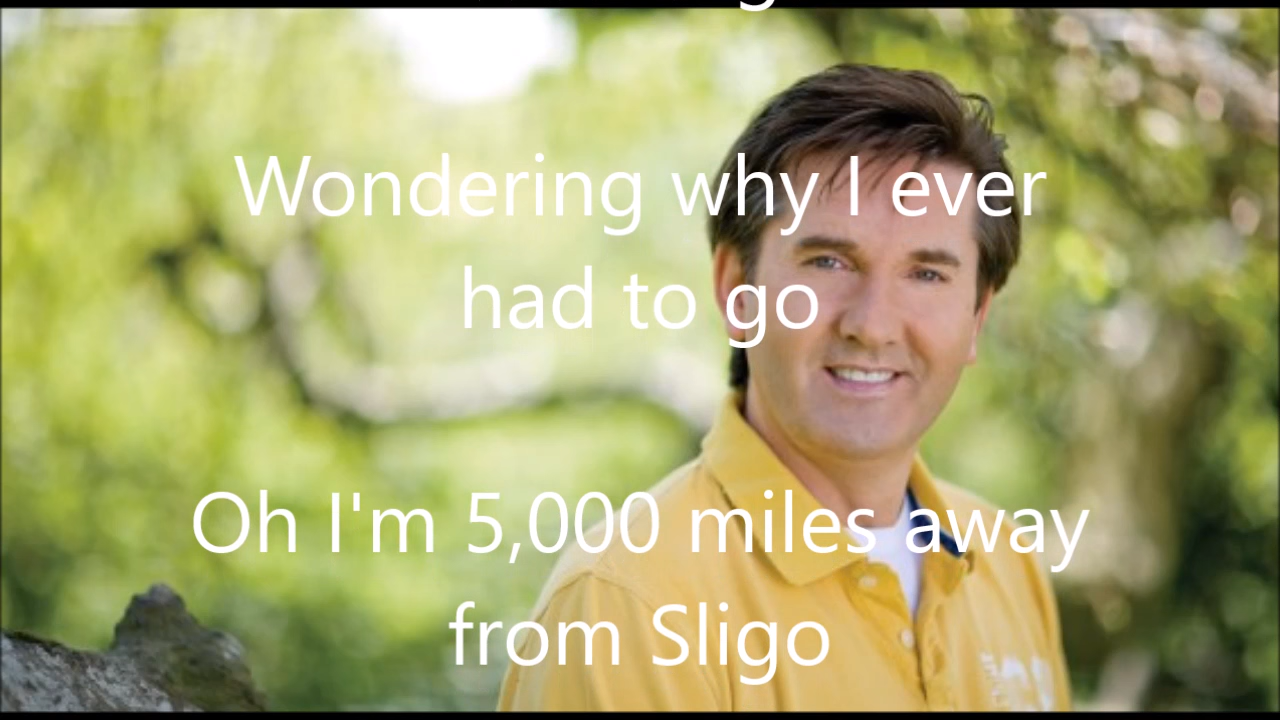 Wondering why I ever
had to go
Oh I'm 5,000 miles away
from Sligo